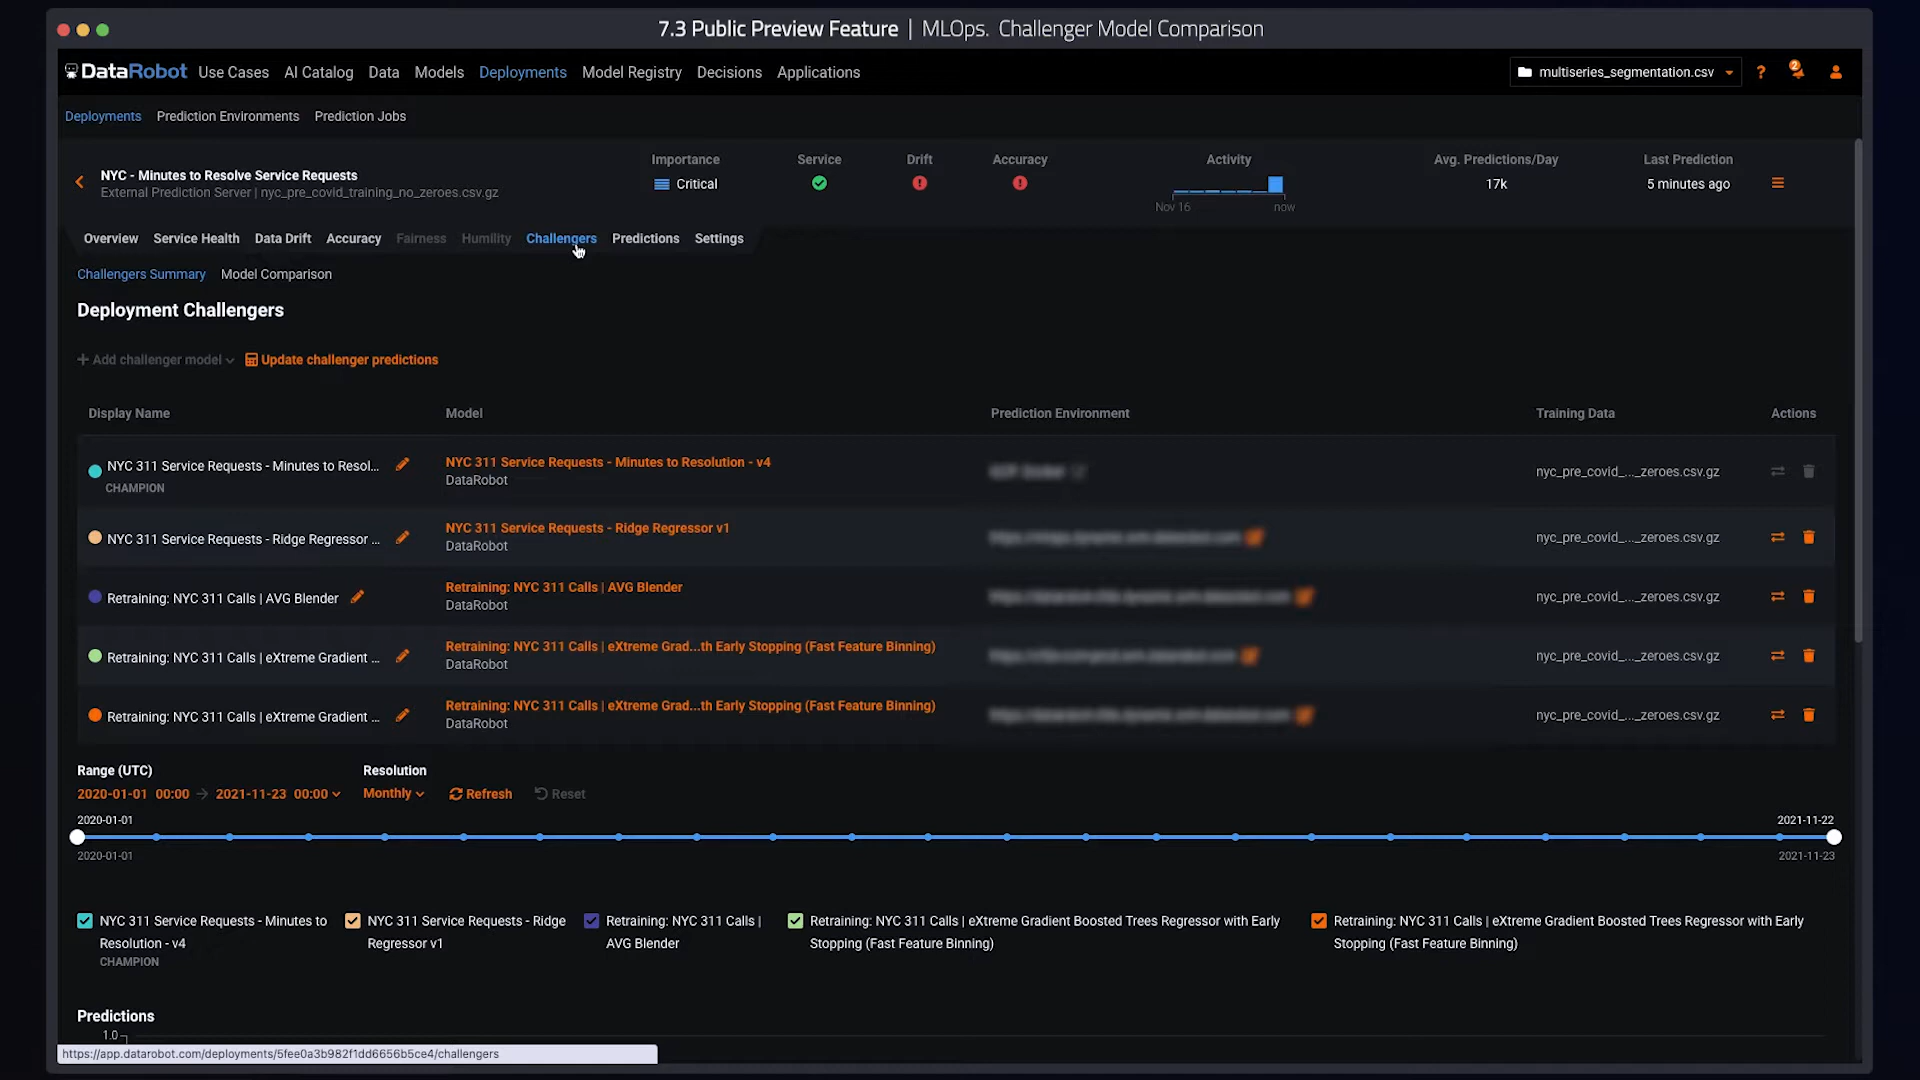 7.3 Public Preview Feature | MLOps. Challenger Model Comparison
DataRobot Use Cases AI Catalog Data Models Deployments Model Registry Decisions Applications multiseries_segmentation.csv ? 2
Deployments Prediction Environments Prediction Jobs
Importance Service Drift Accuracy Activity Avg. Predictions/Day Last Prediction
NYC - Minutes to Resolve Service Requests
Critical 17k 5 minutes ago
External Prediction Server | nyc_pre_covid_training_no_zeroes.csv.gz
Nov 16 now
Overview Service Health Data Drift Accuracy Fairness Humility Challengers Predictions Settings
Challengers Summary Model Comparison
Deployment Challengers
+ Add challenger model Update challenger predictions
Display Name Model Prediction Environment Training Data Actions
NYC 311 Service Requests - Minutes to Resol... NYC 311 Service Requests - Minutes to Resolution - v4 nyc_pre_covid_..._zeroes.csv.gz
CHAMPION DataRobot
NYC 311 Service Requests - Ridge Regressor ... NYC 311 Service Requests - Ridge Regressor v1 nyc_pre_covid_..._zeroes.csv.gz
DataRobot
Retraining: NYC 311 Calls | AVG Blender Retraining: NYC 311 Calls | AVG Blender nyc_pre_covid_..._zeroes.csv.gz
DataRobot
Retraining: NYC 311 Calls | eXtreme Gradient ... Retraining: NYC 311 Calls | eXtreme Grad...th Early Stopping (Fast Feature Binning) nyc_pre_covid_..._zeroes.csv.gz
DataRobot
Retraining: NYC 311 Calls | eXtreme Gradient ... Retraining: NYC 311 Calls | eXtreme Grad...th Early Stopping (Fast Feature Binning) nyc_pre_covid_..._zeroes.csv.gz
DataRobot
Range (UTC) Resolution
2020-01-01 00:00 → 2021-11-23 00:00 Monthly Refresh Reset
2020-01-01 2021-11-22
2020-01-01 2021-11-23
NYC 311 Service Requests - Minutes to NYC 311 Service Requests - Ridge Retraining: NYC 311 Calls | Retraining: NYC 311 Calls | eXtreme Gradient Boosted Trees Regressor with Early Retraining: NYC 311 Calls | eXtreme Gradient Boosted Trees Regressor with Early
Resolution - v4 Regressor v1 AVG Blender Stopping (Fast Feature Binning) Stopping (Fast Feature Binning)
CHAMPION
Predictions
1.0
https://app.datarobot.com/deployments/5fee0a3b982f1dd6656b5ce4/challengers